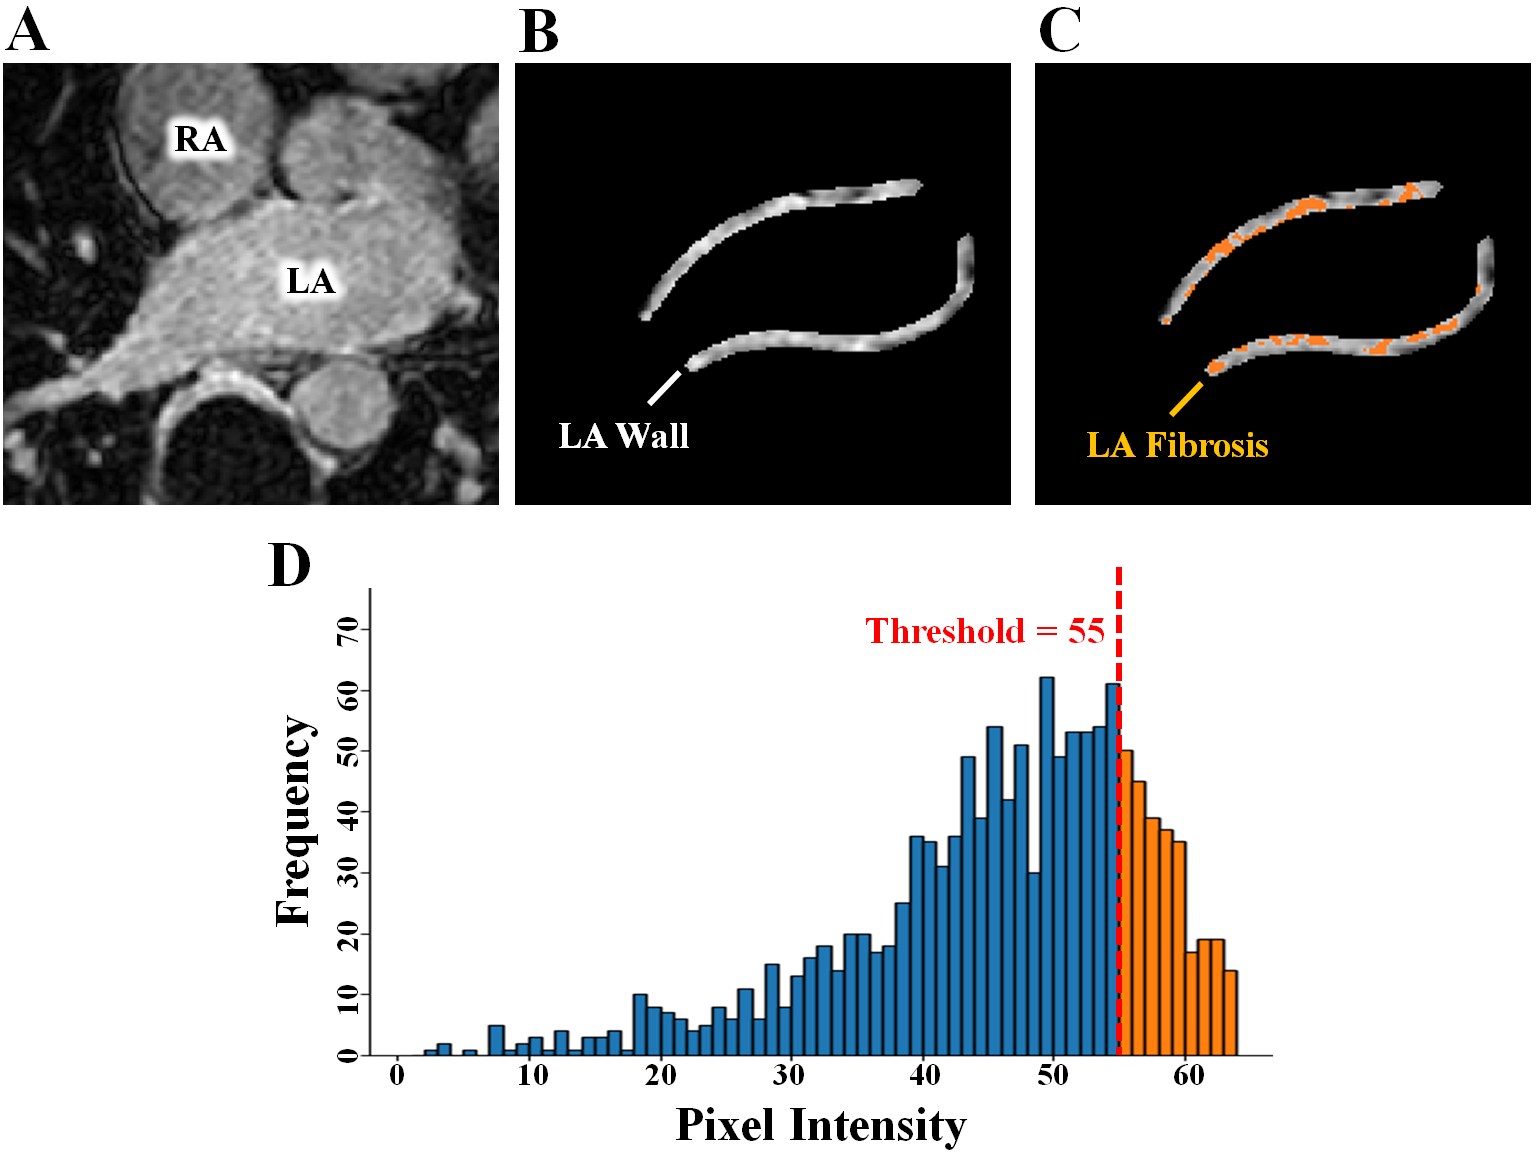 A
B
C
RA
LA
LA Wall
LA Fibrosis
D
Threshold = 55
Frequency
70
60
50
40
30
20
10
0
0 10 20 30 40 50 60
Pixel Intensity